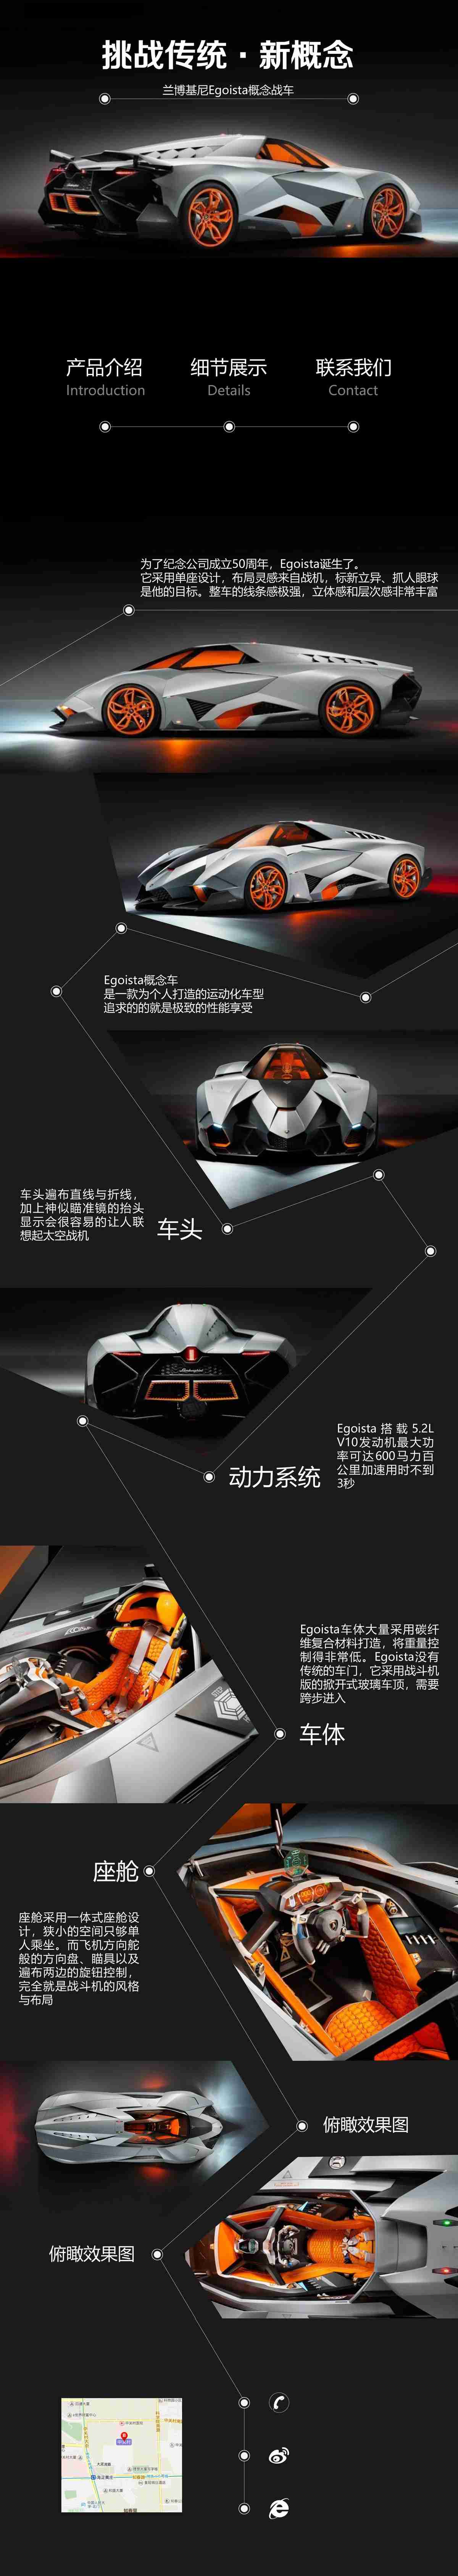 挑战传统·新概念
兰博基尼Egoista概念战车
产品介绍
细节展示
联系我们
Introduction
Details
Contact
为了纪念公司成立50周年，Egoista诞生了。
它采用单座设计，布局灵感来自战机，标新立异、抓人眼球
是他的目标。整车的线条感极强，立体感和层次感非常丰富
Egoista概念车
是一款为个人打造的运动化车型
追求的的就是极致的性能享受
车头遍布直线与折线，
加上神似瞄准镜的抬头
显示会很容易的让人联
想起太空战机
车头
Egoista 搭 载 5.2L
V10发动机最大功
率可达600马力百
公里加速用时不到
3秒
动力系统
Egoista车体大量采用碳纤
维复合材料打造，将重量控
制得非常低。Egoista没有
传统的车门，它采用战斗机
版的掀开式玻璃车顶，需要
跨步进入
车体
座舱
座舱采用一体式座舱设
计，狭小的空间只够单
人乘坐。而飞机方向舵
般的方向盘、瞄具以及
遍布两边的旋钮控制，
完全就是战斗机的风格
与布局
俯瞰效果图
俯瞰效果图